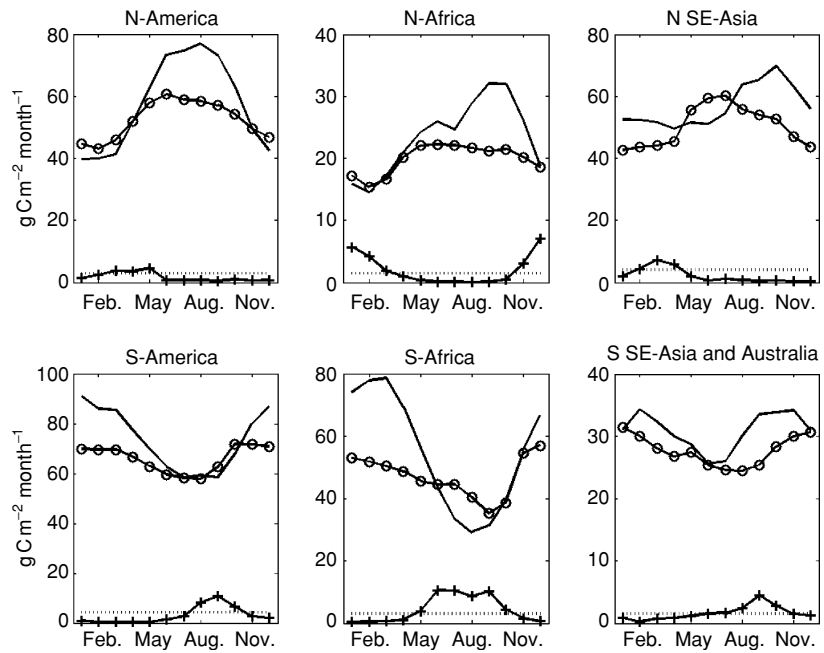 N-America
N-Africa
N SE-Asia
80
60
40
20
0
g C m⁻² month⁻¹
Feb. May Aug. Nov.
40
30
20
10
0
Feb. May Aug. Nov.
80
60
40
20
0
Feb. May Aug. Nov.
S-America
S-Africa
S SE-Asia and Australia
100
80
60
40
20
0
g C m⁻² month⁻¹
Feb. May Aug. Nov.
80
60
40
20
0
Feb. May Aug. Nov.
40
30
20
10
0
Feb. May Aug. Nov.